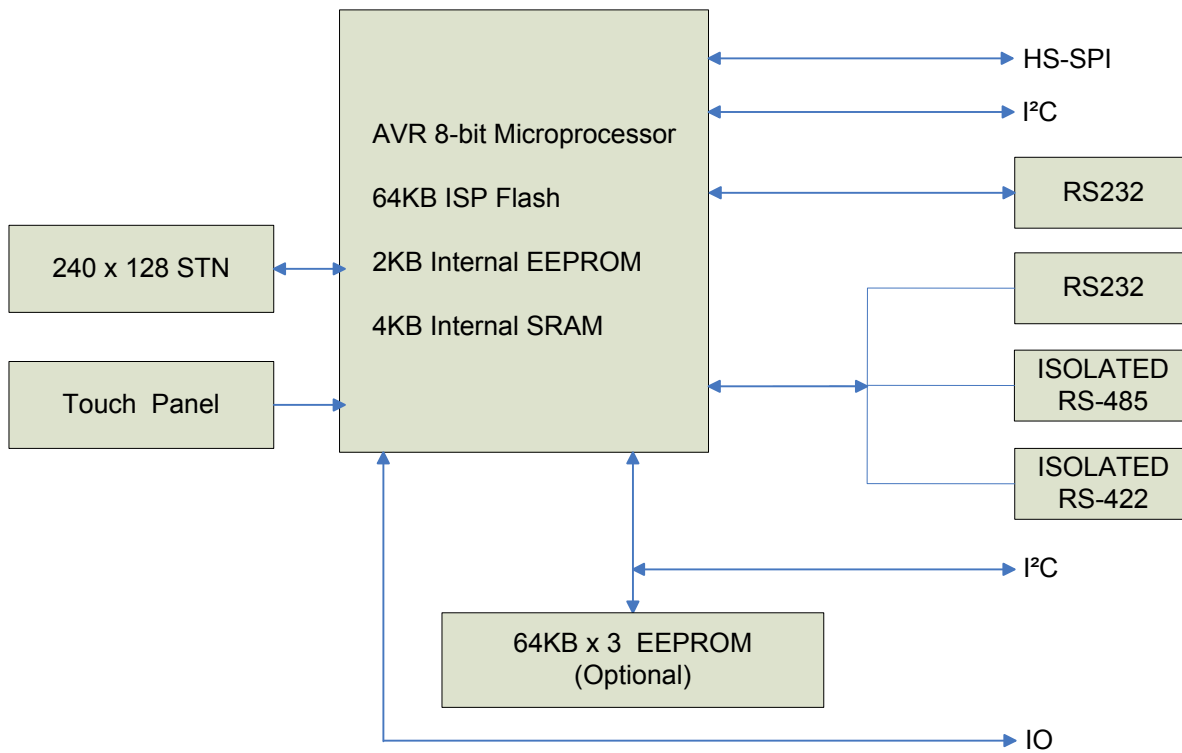 HS-SPI
I²C
AVR 8-bit Microprocessor
64KB ISP Flash
2KB Internal EEPROM
4KB Internal SRAM
RS232
240 x 128 STN
RS232
Touch Panel
ISOLATED
RS-485
ISOLATED
RS-422
I²C
64KB x 3 EEPROM
(Optional)
IO